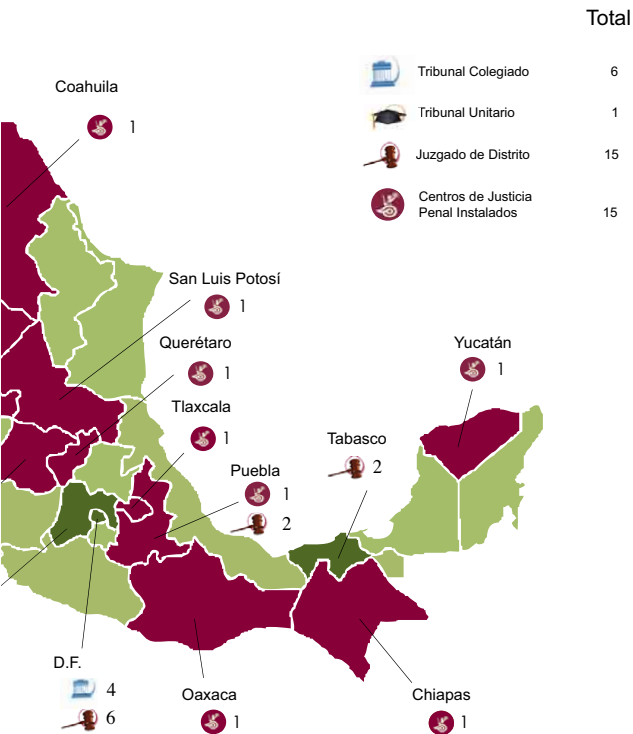 Total
Tribunal Colegiado 6
Tribunal Unitario 1
Juzgado de Distrito 15
Centros de Justicia
Penal Instalados 15
Coahuila
1
San Luis Potosí
1
Querétaro
1
Tlaxcala
1
Puebla
1
2
Tabasco
2
Yucatán
1
D.F.
4
6
Oaxaca
1
Chiapas
1